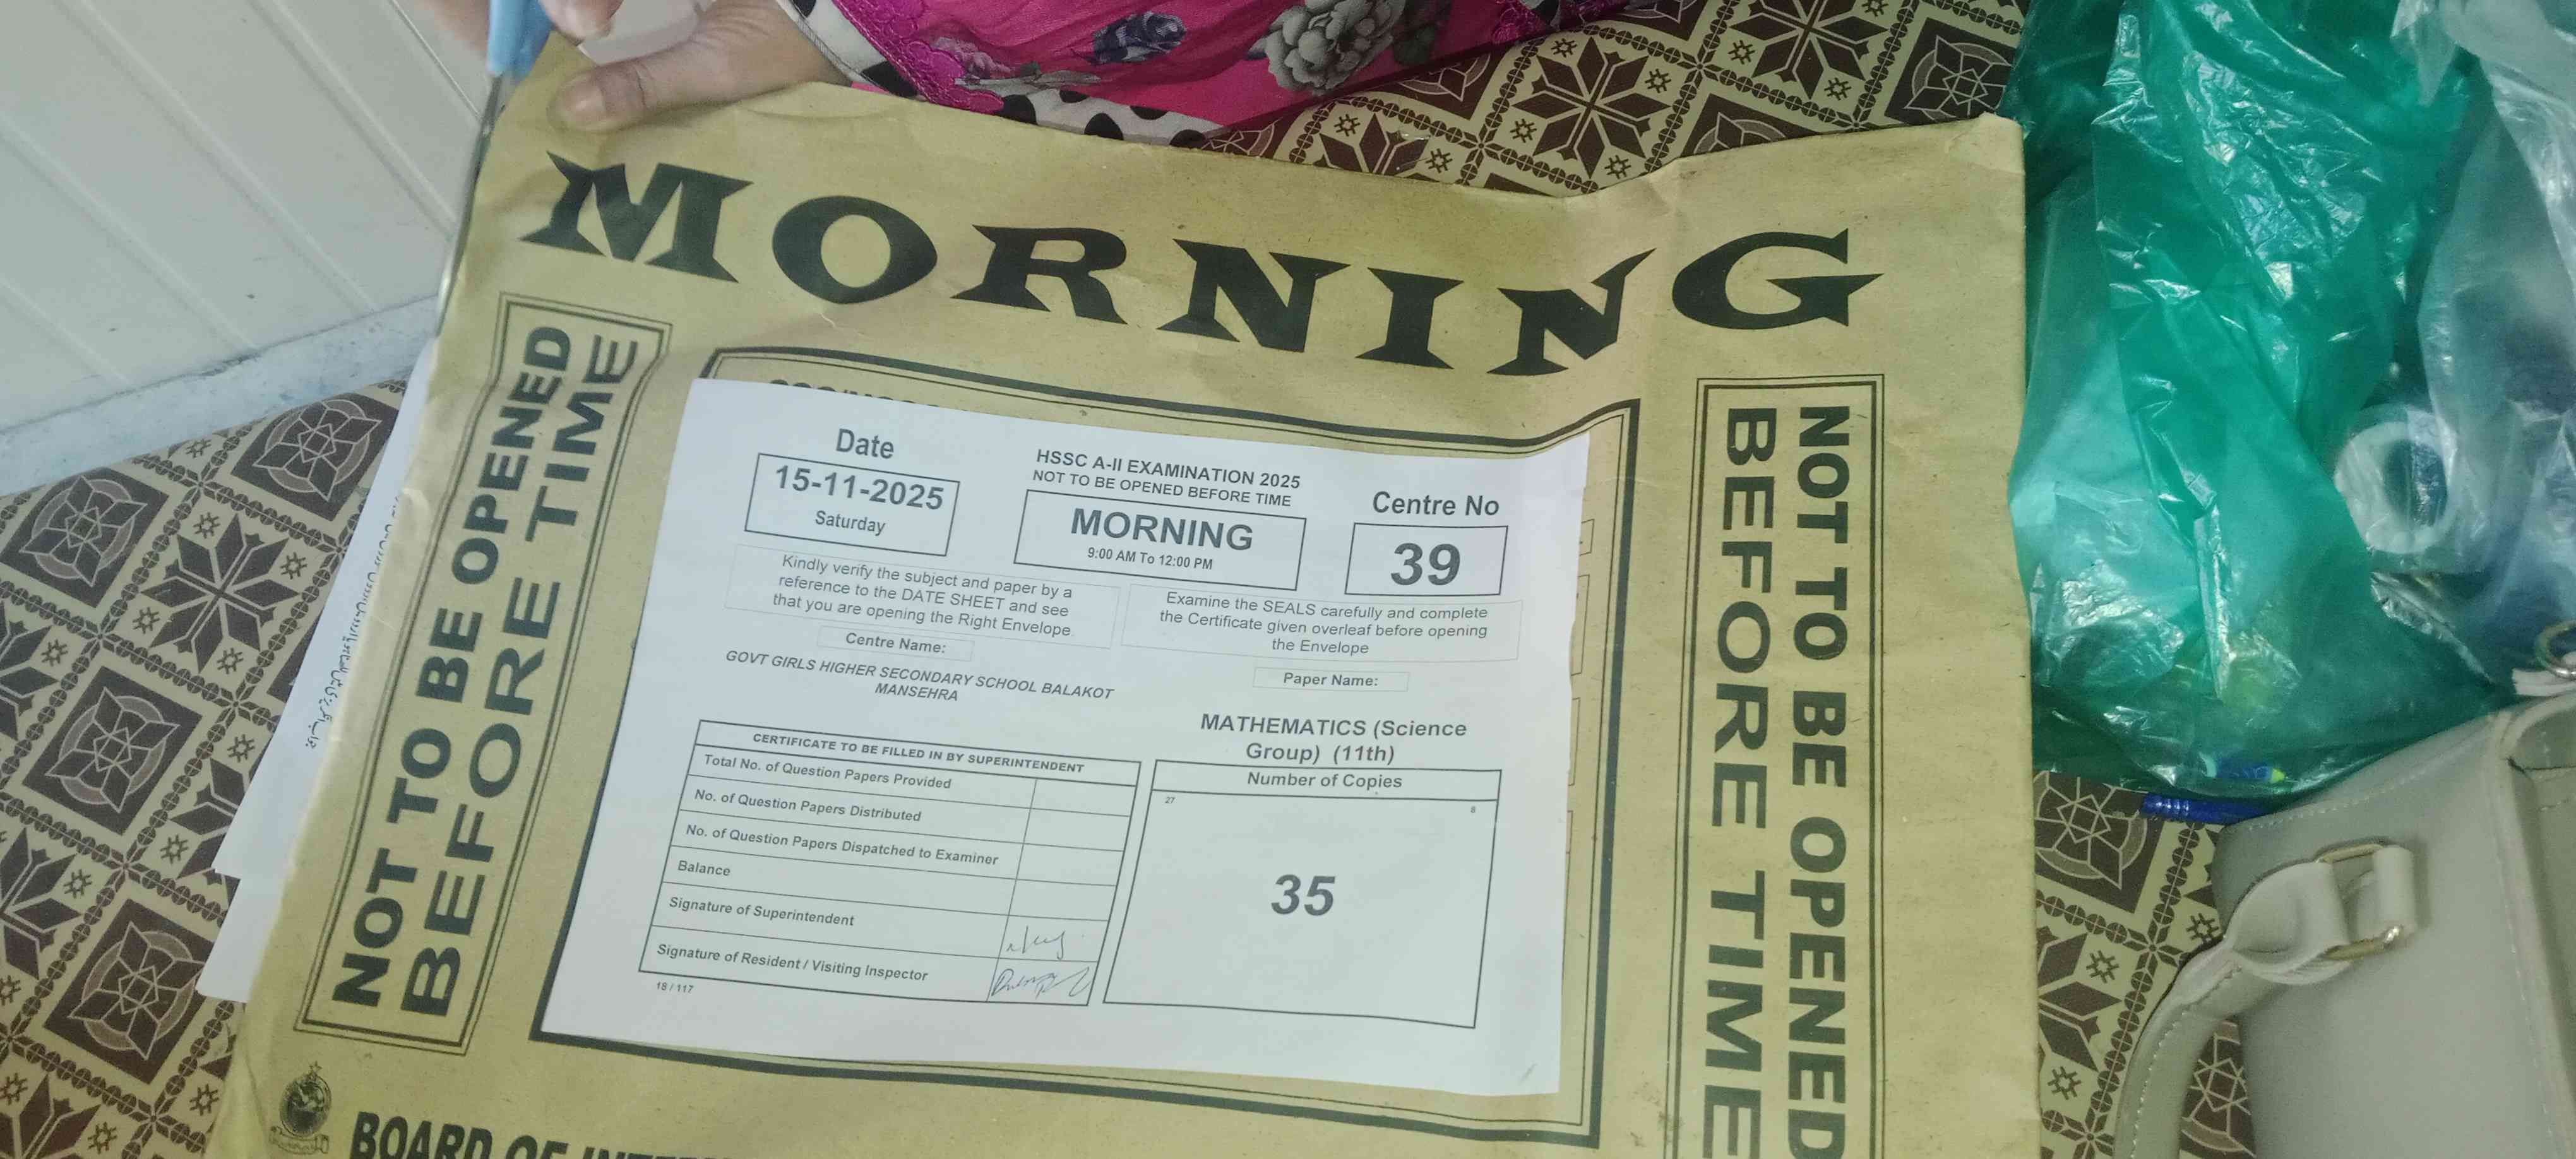 MORNING
NOT TO BE OPENED
BEFORE TIME
Date
15-11-2025
Saturday
HSSC A-II EXAMINATION 2025
NOT TO BE OPENED BEFORE TIME
MORNING
9:00 AM To 12:00 PM
Centre No
39
Kindly verify the subject and paper by a
reference to the DATE SHEET and see
that you are opening the Right Envelope.
Examine the SEALS carefully and complete
the Certificate given overleaf before opening
the Envelope
Centre Name:
GOVT GIRLS HIGHER SECONDARY SCHOOL BALAKOT
MANSEHRA
Paper Name:
MATHEMATICS (Science
Group) (11th)
CERTIFICATE TO BE FILLED IN BY SUPERINTENDENT
Total No. of Question Papers Provided
No. of Question Papers Distributed
No. of Question Papers Dispatched to Examiner
Balance
Signature of Superintendent
Signature of Resident / Visiting Inspector
18 / 117
Number of Copies
27 8
35
NOT TO BE OPENED
BEFORE TIME
BOARD OF